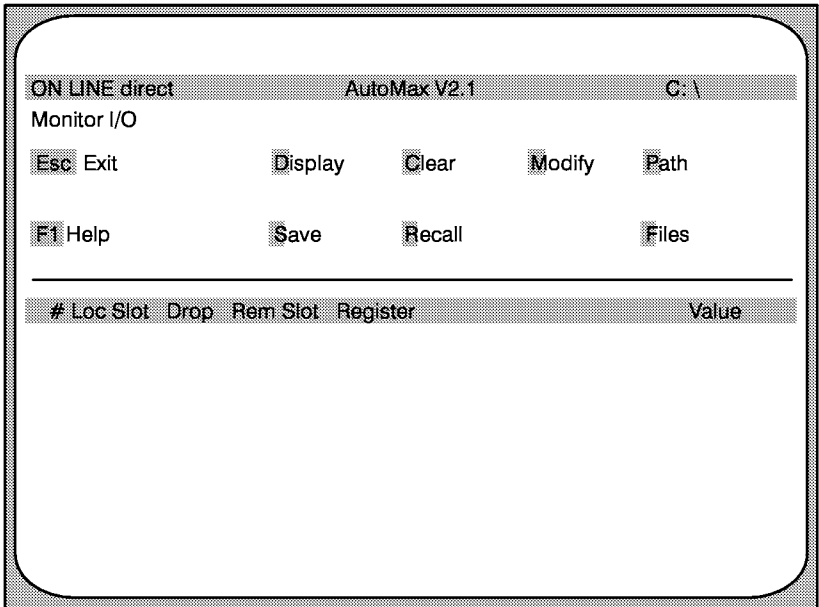 ON LINE direct AutoMax V2.1 C: \
Monitor I/O
Esc Exit Display Clear Modify Path
F1 Help Save Recall Files
# Loc Slot Drop Rem Slot Register Value